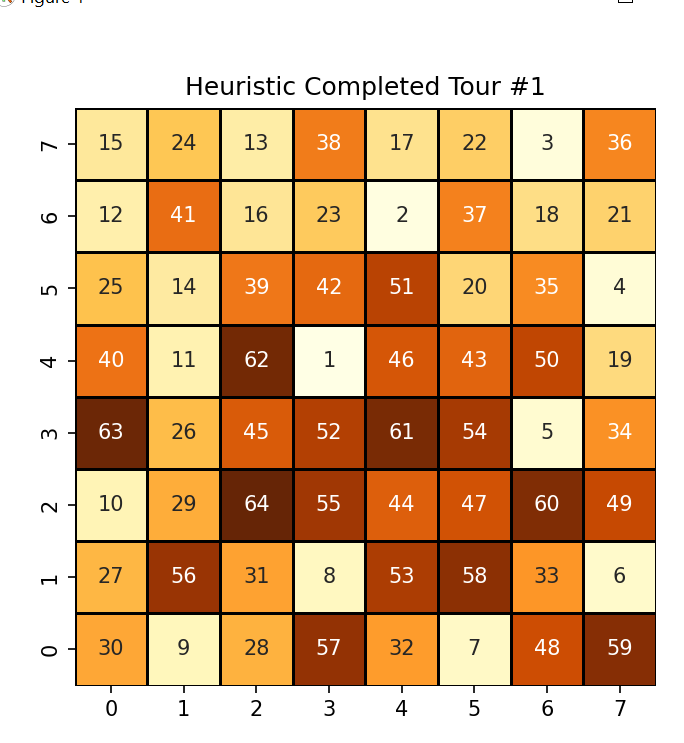 Heuristic Completed Tour #1
7 15 24 13 38 17 22 3 36
6 12 41 16 23 2 37 18 21
5 25 14 39 42 51 20 35 4
4 40 11 62 1 46 43 50 19
3 63 26 45 52 61 54 5 34
2 10 29 64 55 44 47 60 49
1 27 56 31 8 53 58 33 6
0 30 9 28 57 32 7 48 59
0 1 2 3 4 5 6 7